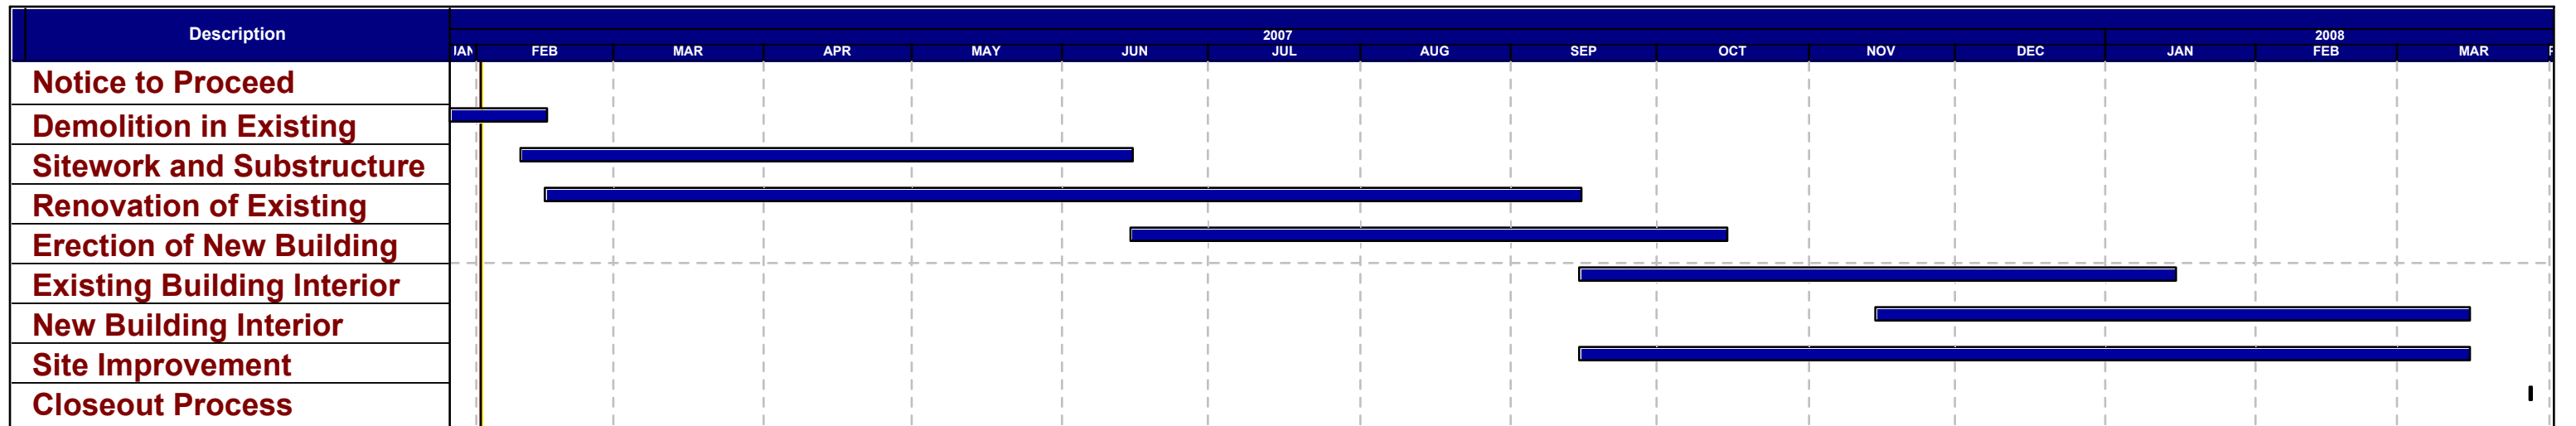 Description
2007
2008
JAN FEB MAR APR MAY JUN JUL AUG SEP OCT NOV DEC JAN FEB MAR
Notice to Proceed
Demolition in Existing
Sitework and Substructure
Renovation of Existing
Erection of New Building
Existing Building Interior
New Building Interior
Site Improvement
Closeout Process